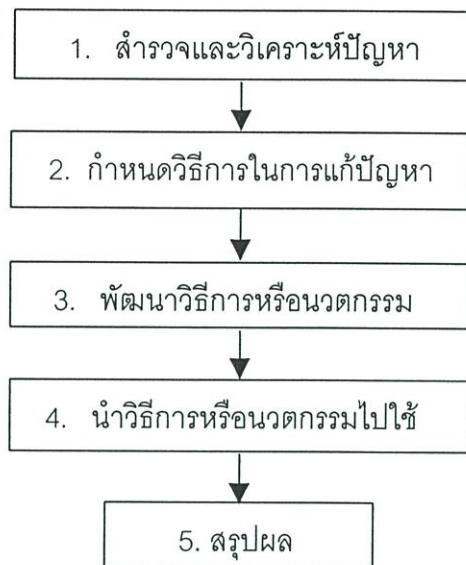 1. สำรวจและวิเคราะห์ปัญหา
2. กำหนดวิธีการในการแก้ปัญหา
3. พัฒนาวิธีการหรือนวตกรรม
4. นำวิธีการหรือนวตกรรมไปใช้
5. สรุปผล